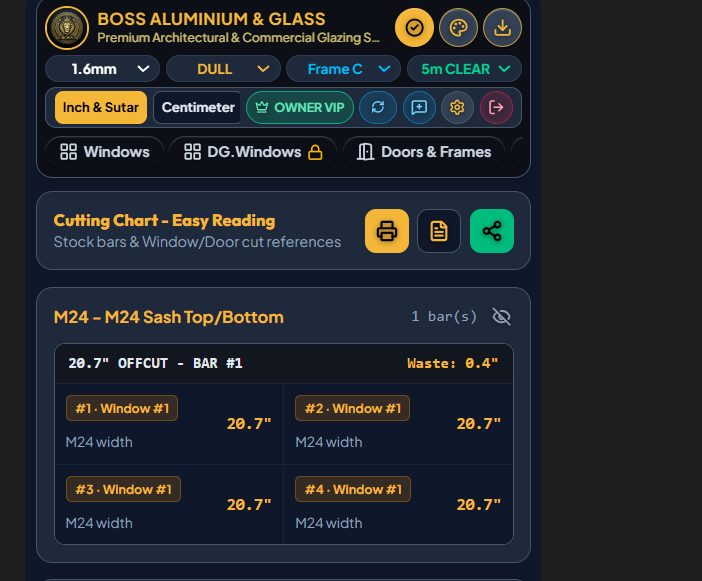 BOSS ALUMINIUM & GLASS
Premium Architectural & Commercial Glazing S...
1.6mm
DULL
Frame C
5m CLEAR
Inch & Sutar
Centimeter
OWNER VIP
Windows
DG.Windows
Doors & Frames
Cutting Chart - Easy Reading
Stock bars & Window/Door cut references
M24 - M24 Sash Top/Bottom
1 bar(s)
20.7" OFFCUT - BAR #1
Waste: 0.4"
#1 · Window #1
20.7"
M24 width
#2 · Window #1
20.7"
M24 width
#3 · Window #1
20.7"
M24 width
#4 · Window #1
20.7"
M24 width